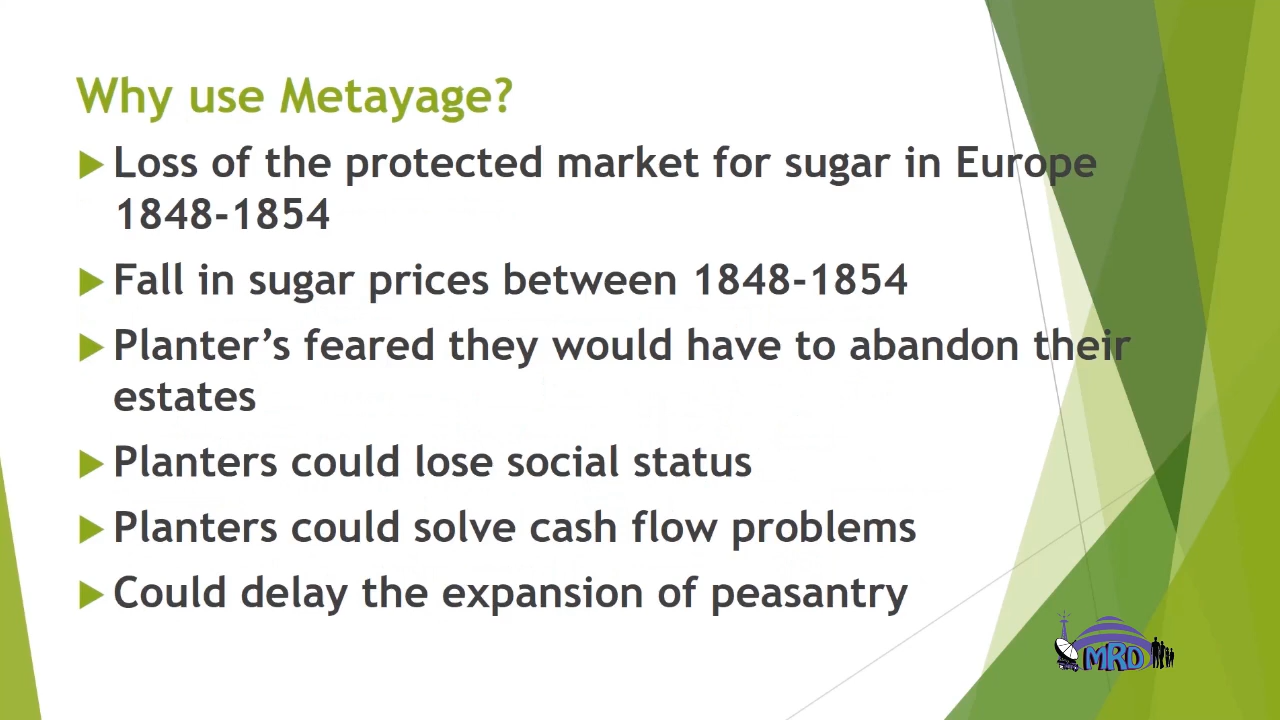 Why use Metayage?
Loss of the protected market for sugar in Europe
1848-1854
Fall in sugar prices between 1848-1854
Planter’s feared they would have to abandon their
estates
Planters could lose social status
Planters could solve cash flow problems
Could delay the expansion of peasantry
MRD